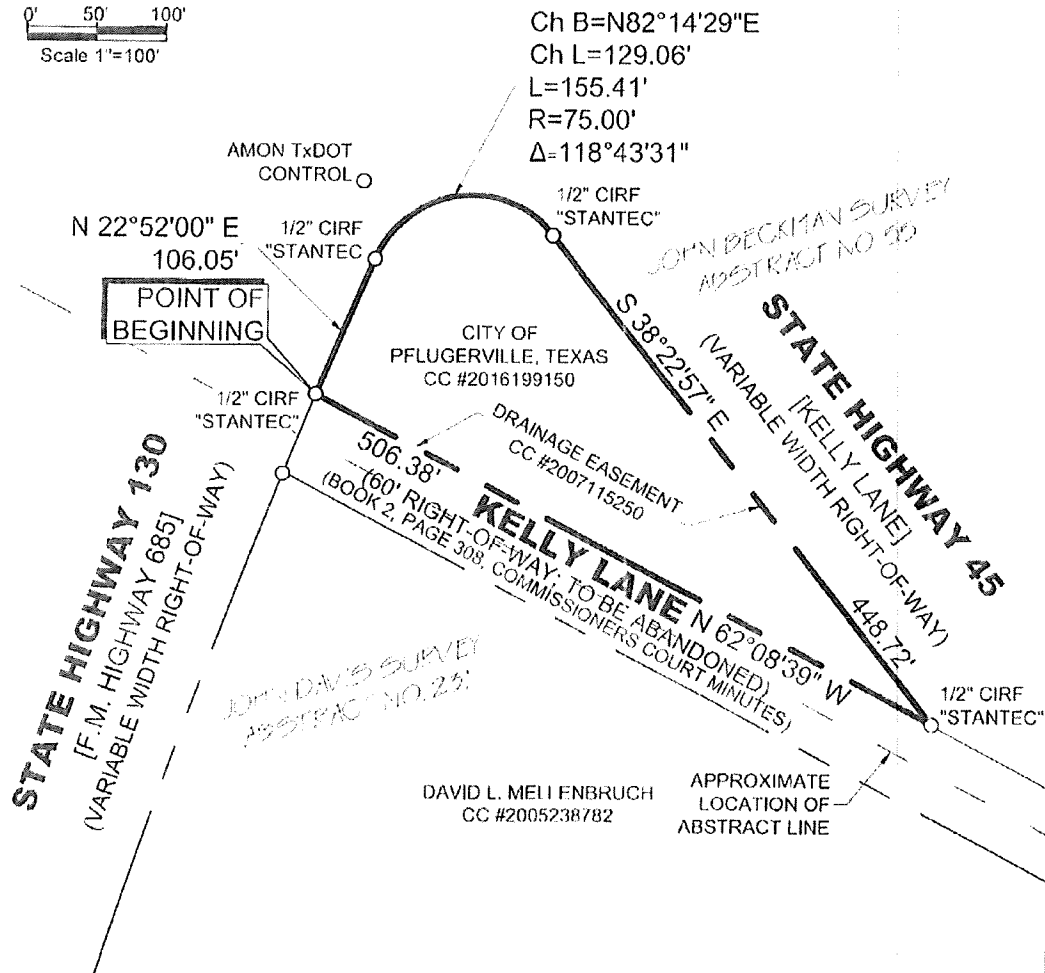 0' 50' 100'
Scale 1"=100'
Ch B=N82°14'29"E
Ch L=129.06'
L=155.41'
R=75.00'
Δ=118°43'31"
AMON TxDOT
CONTROL
1/2" CIRF
"STANTEC"
1/2" CIRF
"STANTEC
N 22°52'00" E
106.05'
POINT OF
BEGINNING
JOHN BECKMAN SURVEY
ABSTRACT NO 55
CITY OF
PFLUGERVILLE, TEXAS
CC #2016199150
S 38°22'57" E
448.72'
STATE HIGHWAY 45
[KELLY LANE]
(VARIABLE WIDTH RIGHT-OF-WAY)
1/2" CIRF
"STANTEC"
DRAINAGE EASEMENT
CC #2007115250
506.38'
KELLY LANE N 62°08'39" W
(60' RIGHT-OF-WAY: TO BE ABANDONED)
(BOOK 2, PAGE 308, COMMISSIONERS COURT MINUTES)
STATE HIGHWAY 130
[F.M. HIGHWAY 685]
(VARIABLE WIDTH RIGHT-OF-WAY)
JOHN DAVIS SURVEY
ABSTRACT NO.
1/2" CIRF
"STANTEC"
DAVID L. MELLENBRUCH
CC #2005238782
APPROXIMATE
LOCATION OF
ABSTRACT LINE